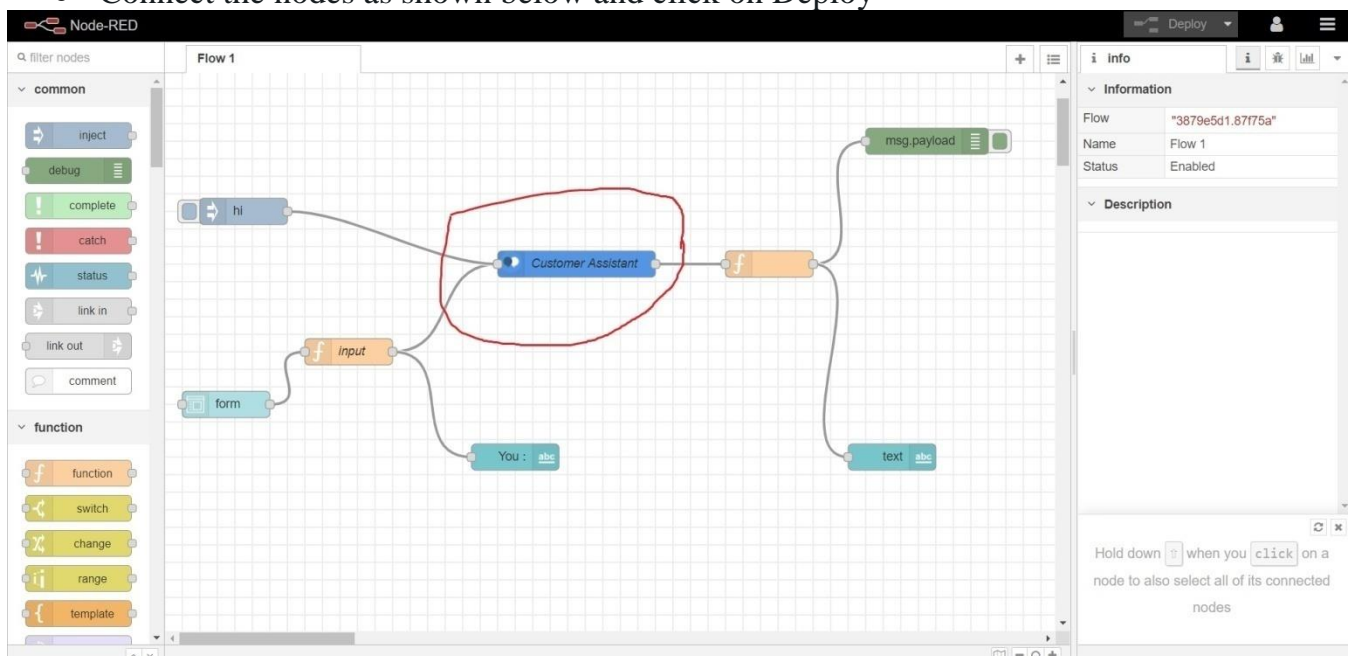 Connect the nodes as shown below and click on Deploy
Node-RED
Deploy
filter nodes
Flow 1
i info
i
common
inject
debug
complete
catch
status
link in
link out
comment
function
f function
switch
change
range
template
hi
Customer Assistant
f
msg.payload
f input
form
You : abc
text abc
Information
Flow "3879e5d1.87f75a"
Name Flow 1
Status Enabled
Description
Hold down ⇧ when you click on a
node to also select all of its connected
nodes